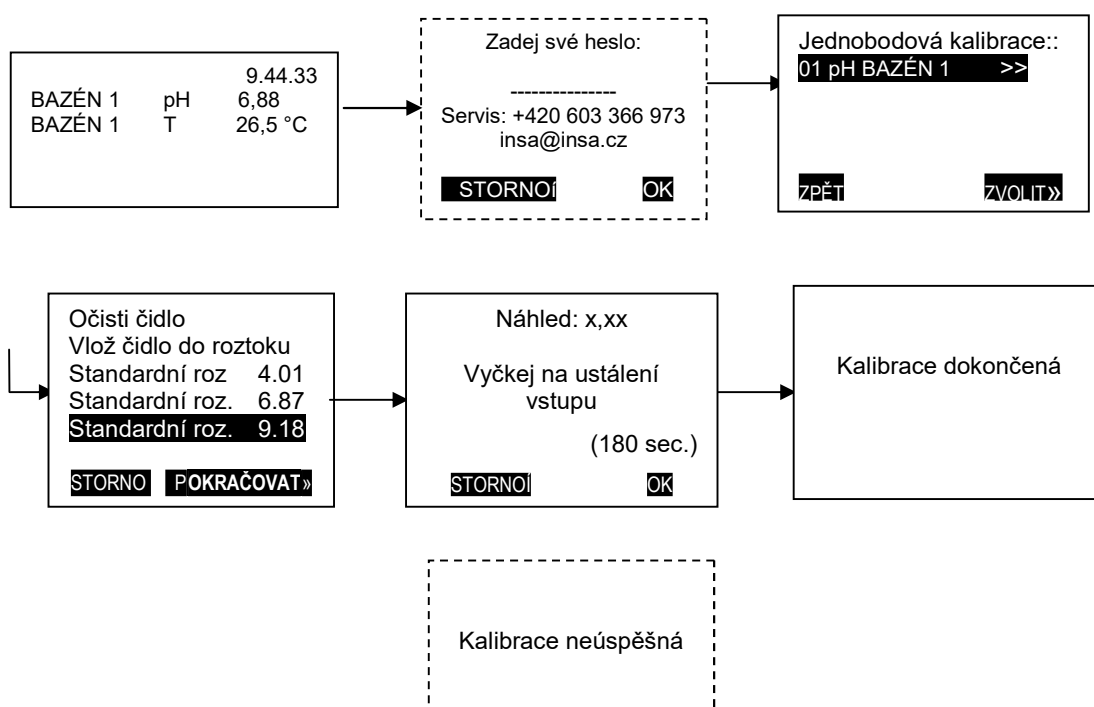 9.44.33
BAZÉN 1 pH 6,88
BAZÉN 1 T 26,5 °C
Zadej své heslo:
---------------
Servis: +420 603 366 973
insa@insa.cz
STORNOí OK
Jednobodová kalibrace::
01 pH BAZÉN 1 >>
ZPĚT ZVOLIT»
Očisti čidlo
Vlož čidlo do roztoku
Standardní roz 4.01
Standardní roz. 6.87
Standardní roz. 9.18
STORNO POKRAČOVAT»
Náhled: x,xx
Vyčkej na ustálení
vstupu
(180 sec.)
STORNOÍ OK
Kalibrace dokončená
Kalibrace neúspěšná